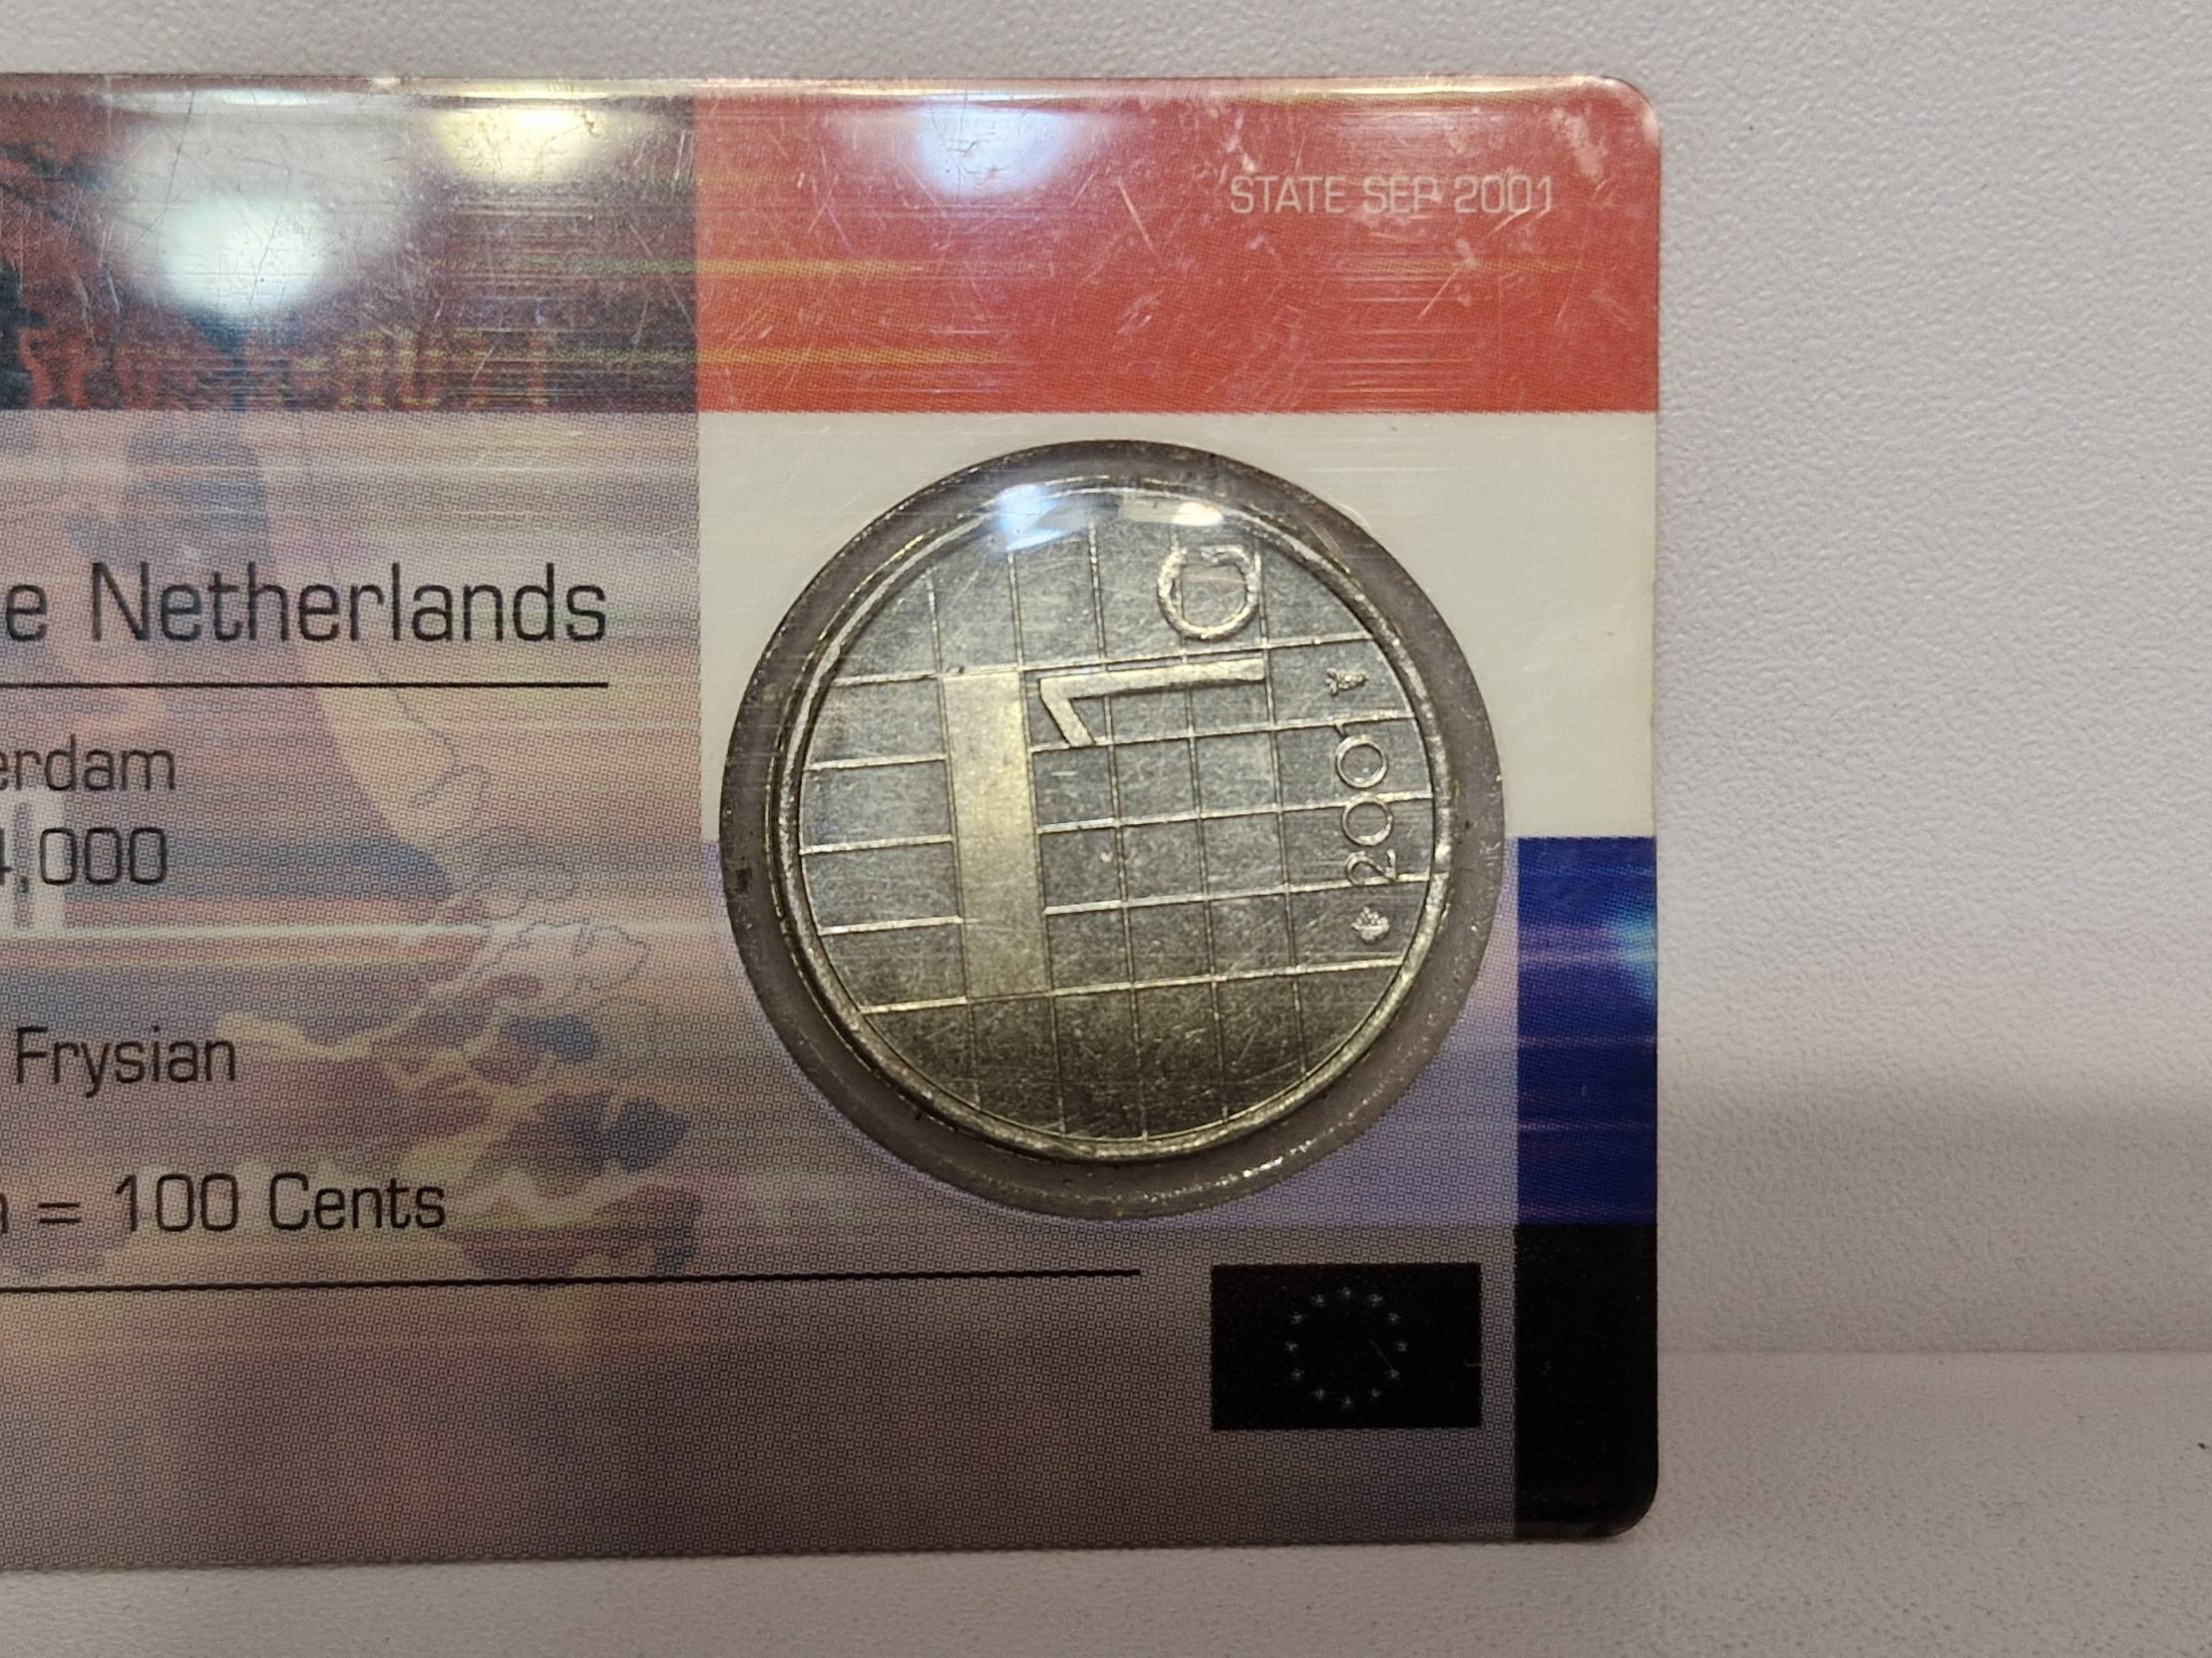 STATE SEP 2001
e Netherlands
erdam
4,000
Frysian
= 100 Cents
1 G
2001